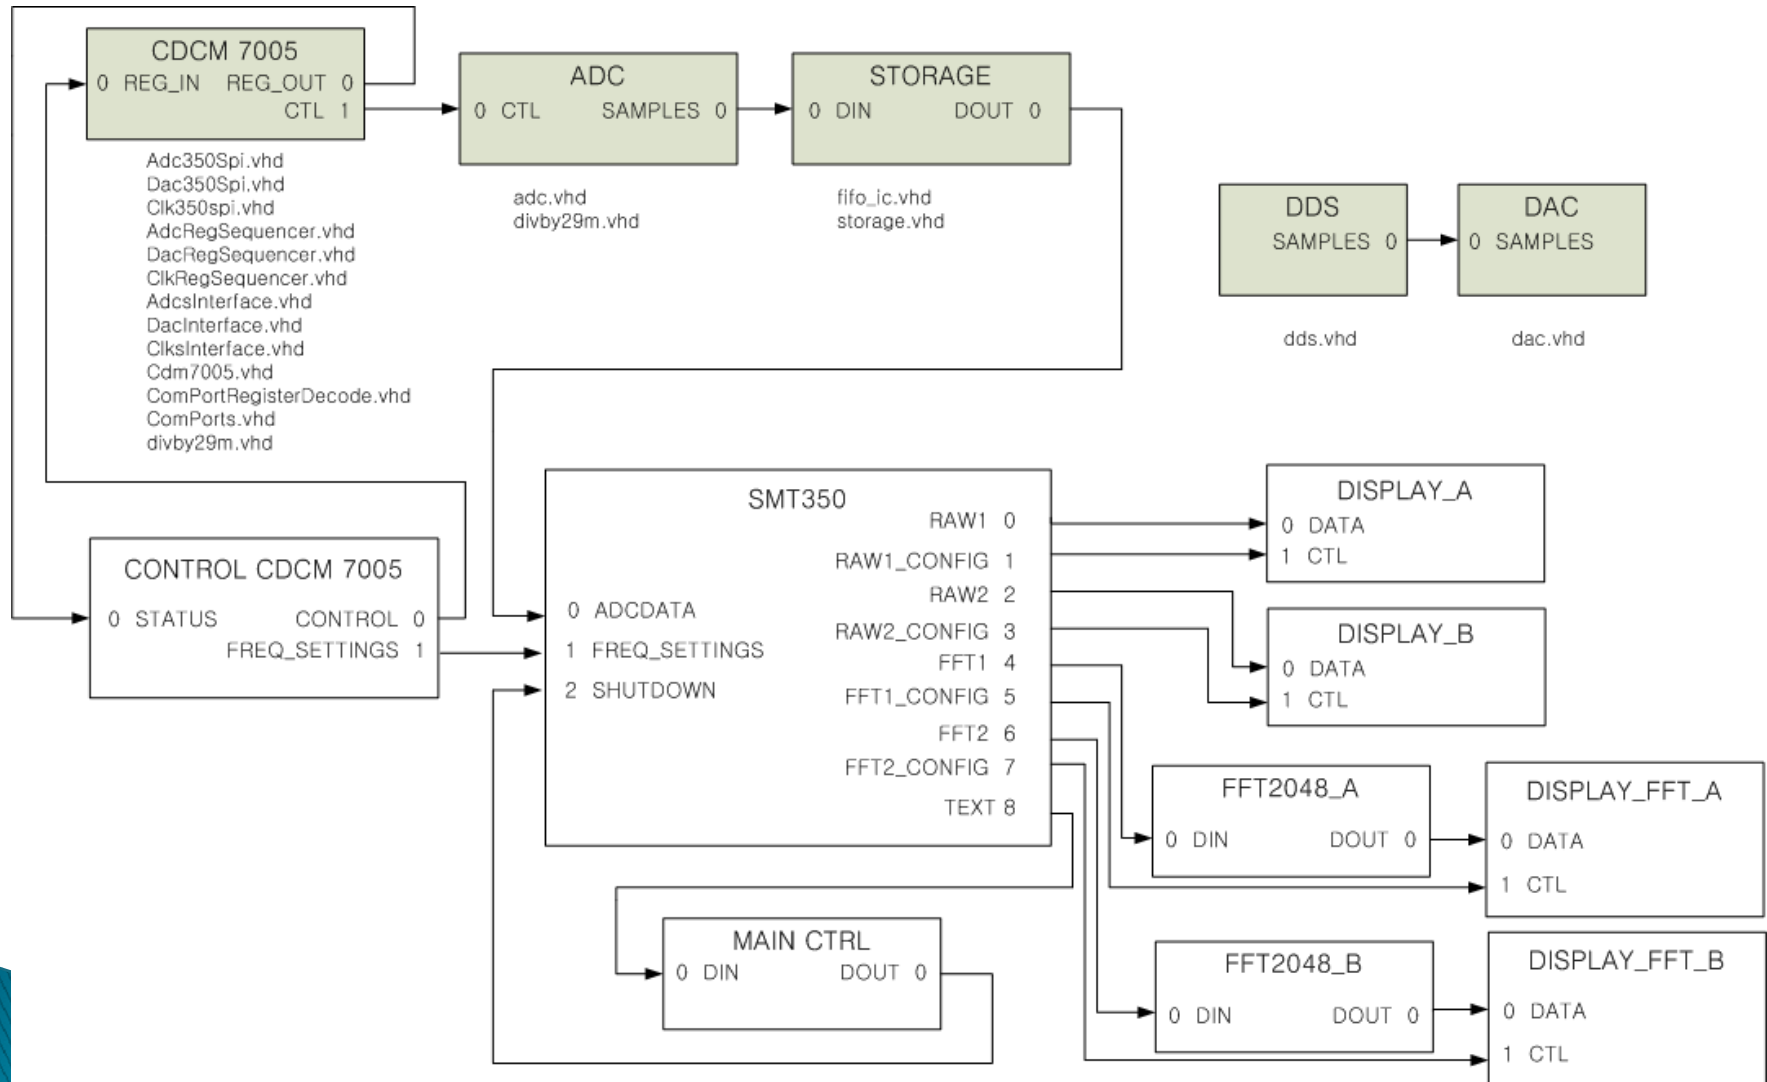 CDCM 7005
0 REG_IN REG_OUT 0
CTL 1
Adc350Spi.vhd
Dac350Spi.vhd
Clk350spi.vhd
AdcRegSequencer.vhd
DacRegSequencer.vhd
ClkRegSequencer.vhd
AdcsInterface.vhd
DacInterface.vhd
ClksInterface.vhd
Cdm7005.vhd
ComPortRegisterDecode.vhd
ComPorts.vhd
divby29m.vhd
ADC
0 CTL SAMPLES 0
adc.vhd
divby29m.vhd
STORAGE
0 DIN DOUT 0
fifo_ic.vhd
storage.vhd
DDS
SAMPLES 0
dds.vhd
DAC
0 SAMPLES
dac.vhd
CONTROL CDCM 7005
0 STATUS CONTROL 0
FREQ_SETTINGS 1
SMT350
0 ADCDATA
1 FREQ_SETTINGS
2 SHUTDOWN
RAW1 0
RAW1_CONFIG 1
RAW2 2
RAW2_CONFIG 3
FFT1 4
FFT1_CONFIG 5
FFT2 6
FFT2_CONFIG 7
TEXT 8
DISPLAY_A
0 DATA
1 CTL
DISPLAY_B
0 DATA
1 CTL
FFT2048_A
0 DIN DOUT 0
DISPLAY_FFT_A
0 DATA
1 CTL
MAIN CTRL
0 DIN DOUT 0
FFT2048_B
0 DIN DOUT 0
DISPLAY_FFT_B
0 DATA
1 CTL